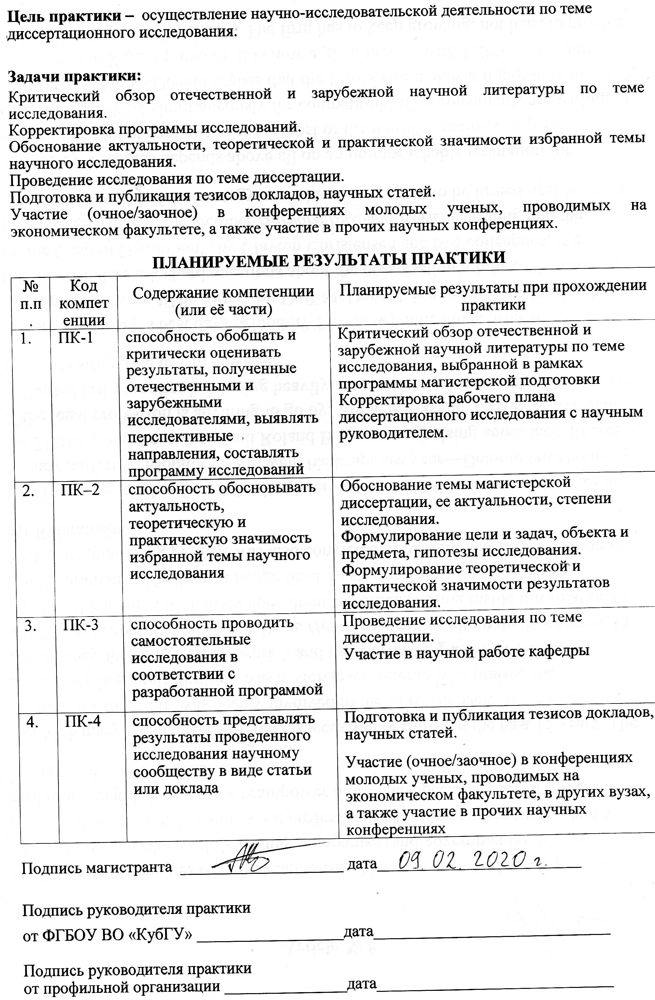 Цель практики – осуществление научно-исследовательской деятельности по теме
диссертационного исследования.
Задачи практики:
Критический обзор отечественной и зарубежной научной литературы по теме
исследования.
Корректировка программы исследований.
Обоснование актуальности, теоретической и практической значимости избранной темы
научного исследования.
Проведение исследования по теме диссертации.
Подготовка и публикация тезисов докладов, научных статей.
Участие (очное/заочное) в конференциях молодых ученых, проводимых на
экономическом факультете, а также участие в прочих научных конференциях.
ПЛАНИРУЕМЫЕ РЕЗУЛЬТАТЫ ПРАКТИКИ
№
п.п
.
Код
компет
енции
Содержание компетенции
(или её части)
Планируемые результаты при прохождении
практики
1.
ПК-1
способность обобщать и
критически оценивать
результаты, полученные
отечественными и
зарубежными
исследователями, выявлять
перспективные
направления, составлять
программу исследований
Критический обзор отечественной и
зарубежной научной литературы по теме
исследования, выбранной в рамках
программы магистерской подготовки
Корректировка рабочего плана
диссертационного исследования с научным
руководителем.
2.
ПК–2
способность обосновывать
актуальность,
теоретическую и
практическую значимость
избранной темы научного
исследования
Обоснование темы магистерской
диссертации, ее актуальности, степени
исследования.
Формулирование цели и задач, объекта и
предмета, гипотезы исследования.
Формулирование теоретической и
практической значимости результатов
исследования.
3.
ПК-3
способность проводить
самостоятельные
исследования в
соответствии с
разработанной программой
Проведение исследования по теме
диссертации.
Участие в научной работе кафедры
4.
ПК-4
способность представлять
результаты проведенного
исследования научному
сообществу в виде статьи
или доклада
Подготовка и публикация тезисов докладов,
научных статей.
Участие (очное/заочное) в конференциях
молодых ученых, проводимых на
экономическом факультете, в других вузах,
а также участие в прочих научных
конференциях
Подпись магистранта дата 09.02.2020 г.
Подпись руководителя практики
от ФГБОУ ВО «КубГУ» дата
Подпись руководителя практики
от профильной организации дата